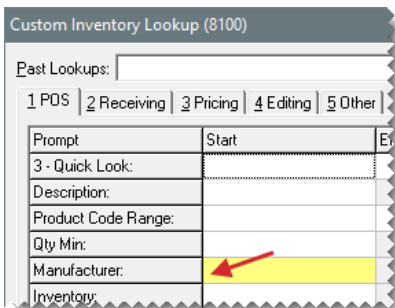 Custom Inventory Lookup (8100)
Past Lookups:
1 POS 2 Receiving 3 Pricing 4 Editing 5 Other
Prompt Start
3 - Quick Look:
Description:
Product Code Range:
Qty Min:
Manufacturer:
Inventory: